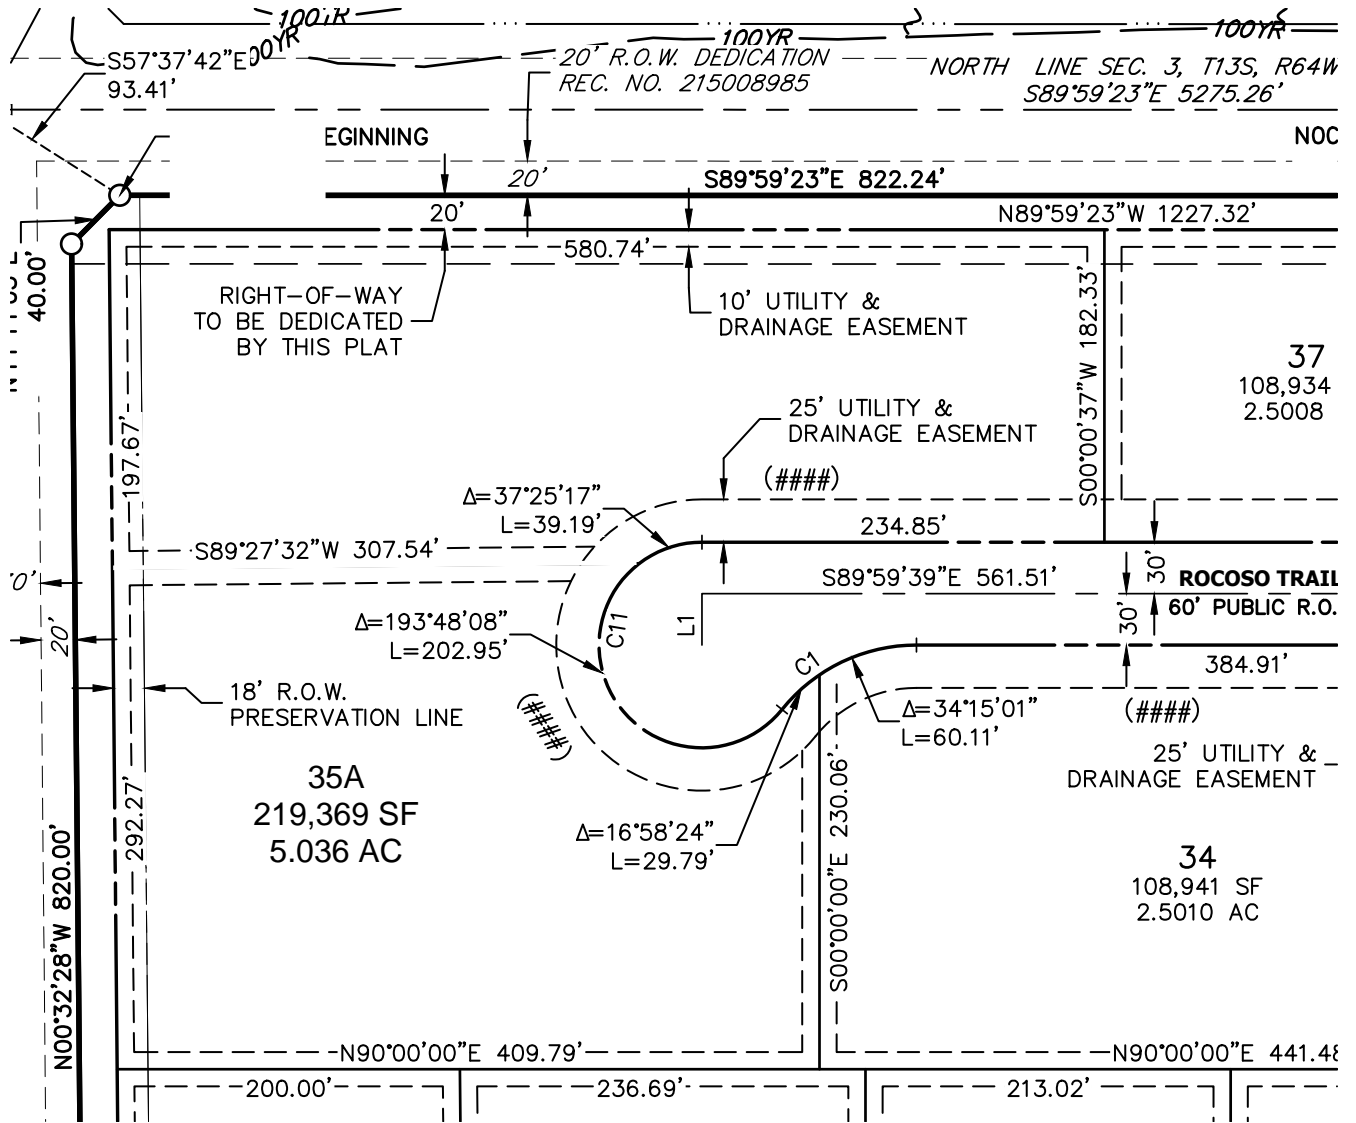 100YR
100YR
100YR
100YR
S57°37'42"E
93.41'
20' R.O.W. DEDICATION
REC. NO. 215008985
NORTH LINE SEC. 3, T13S, R64W
S89°59'23"E 5275.26'
EGINNING
NOC
20'
S89°59'23"E 822.24'
20'
N89°59'23"W 1227.32'
580.74'
40.00'
RIGHT-OF-WAY
TO BE DEDICATED
BY THIS PLAT
10' UTILITY &
DRAINAGE EASEMENT
S00°00'37"W 182.33'
37
108,934
2.5008
25' UTILITY &
DRAINAGE EASEMENT
197.67'
(####)
Δ=37°25'17"
L=39.19'
234.85'
S89°27'32"W 307.54'
S89°59'39"E 561.51'
30'
ROCOSO TRAIL
60' PUBLIC R.O.
30'
0'
20'
Δ=193°48'08"
L=202.95'
C11
L1
C1
384.91'
18' R.O.W.
PRESERVATION LINE
(####)
Δ=34°15'01"
L=60.11'
(####)
25' UTILITY &
DRAINAGE EASEMENT
35A
219,369 SF
5.036 AC
292.27'
Δ=16°58'24"
L=29.79'
S00°00'00"E 230.06'
34
108,941 SF
2.5010 AC
N00°32'28"W 820.00'
N90°00'00"E 409.79'
N90°00'00"E 441.48
200.00'
236.69'
213.02'